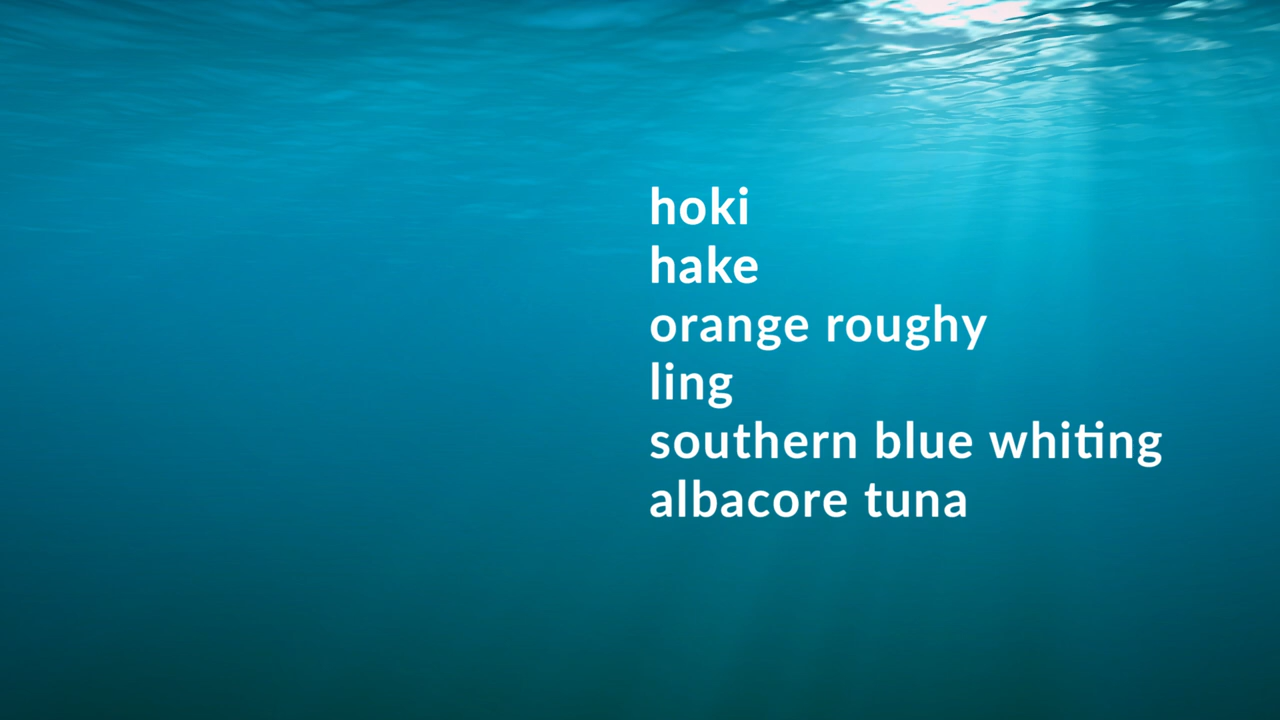 hoki
hake
orange roughy
ling
southern blue whiting
albacore tuna